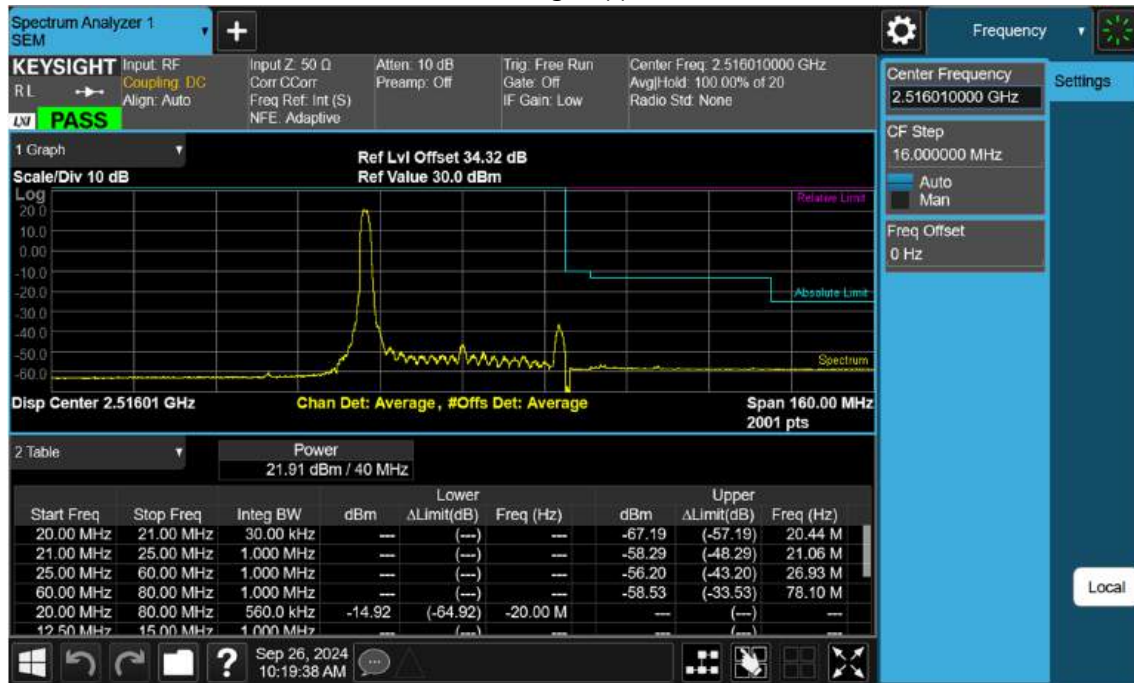 Spectrum Analyzer 1
SEM
Frequency
KEYSIGHT
RL
LXI PASS
Input: RF
Coupling: DC
Align: Auto
Input Z: 50 Ω
Corr CCorr
Freq Ref: Int (S)
NFE: Adaptive
Atten: 10 dB
Preamp: Off
Trig: Free Run
Gate: Off
IF Gain: Low
Center Freq: 2.516010000 GHz
Avg|Hold: 100.00% of 20
Radio Std: None
Center Frequency
2.516010000 GHz
Settings
CF Step
16.000000 MHz
Auto
Man
Freq Offset
0 Hz
Local
1 Graph
Scale/Div 10 dB
Ref Lvl Offset 34.32 dB
Ref Value 30.0 dBm
Log
20.0
10.0
0.00
-10.0
-20.0
-30.0
-40.0
-50.0
-60.0
Relative Limit
Absolute Limit
Spectrum
Disp Center 2.51601 GHz
Chan Det: Average, #Offs Det: Average
Span 160.00 MHz
2001 pts
2 Table
Power
21.91 dBm / 40 MHz
Lower Upper
Start Freq Stop Freq Integ BW dBm ΔLimit(dB) Freq (Hz) dBm ΔLimit(dB) Freq (Hz)
20.00 MHz 21.00 MHz 30.00 kHz --- (---) --- -67.19 (-57.19) 20.44 M
21.00 MHz 25.00 MHz 1.000 MHz --- (---) --- -58.29 (-48.29) 21.06 M
25.00 MHz 60.00 MHz 1.000 MHz --- (---) --- -56.20 (-43.20) 26.93 M
60.00 MHz 80.00 MHz 1.000 MHz --- (---) --- -58.53 (-33.53) 78.10 M
20.00 MHz 80.00 MHz 560.0 kHz -14.92 (-64.92) -20.00 M --- (---) ---
12.50 MHz 15.00 MHz 1.000 MHz --- (---) --- --- (---) ---
?
Sep 26, 2024
10:19:38 AM